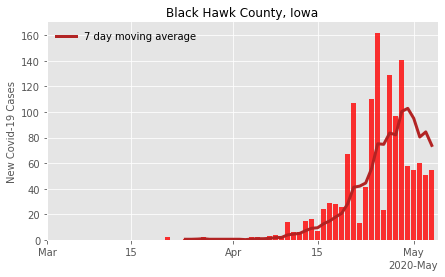 Black Hawk County, Iowa
7 day moving average
New Covid-19 Cases
160
140
120
100
80
60
40
20
0
Mar 15 Apr 15 May
2020-May